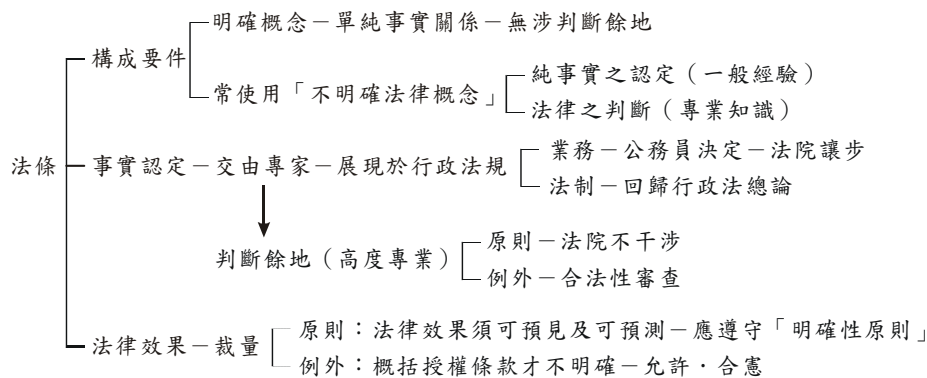 明確概念－單純事實關係－無涉判斷餘地
構成要件
常使用「不明確法律概念」
純事實之認定（一般經驗）
法律之判斷（專業知識）
法條
事實認定－交由專家－展現於行政法規
業務－公務員決定－法院讓步
法制－回歸行政法總論
判斷餘地（高度專業）
原則－法院不干涉
例外－合法性審查
法律效果－裁量
原則：法律效果須可預見及可預測－應遵守「明確性原則」
例外：概括授權條款才不明確－允許．合憲